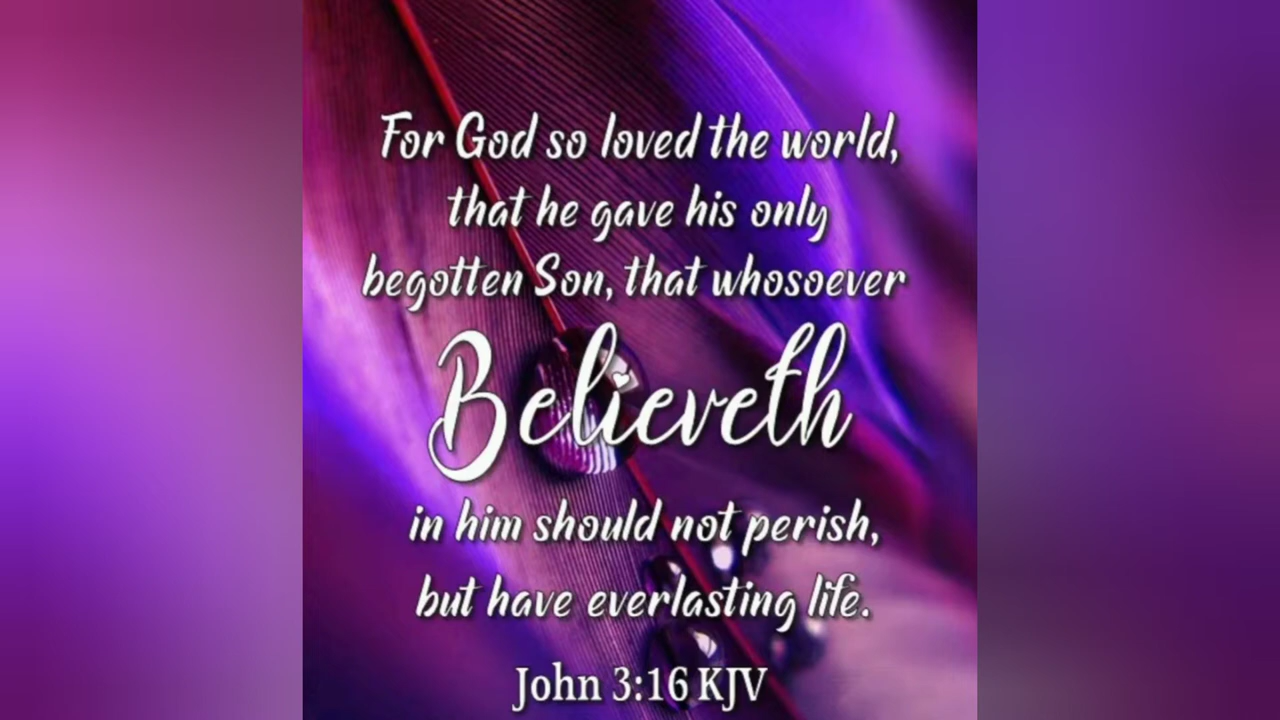 For God so loved the world,
that he gave his only
begotten Son, that whosoever
Believeth
in him should not perish,
but have everlasting life.
John 3:16 KJV